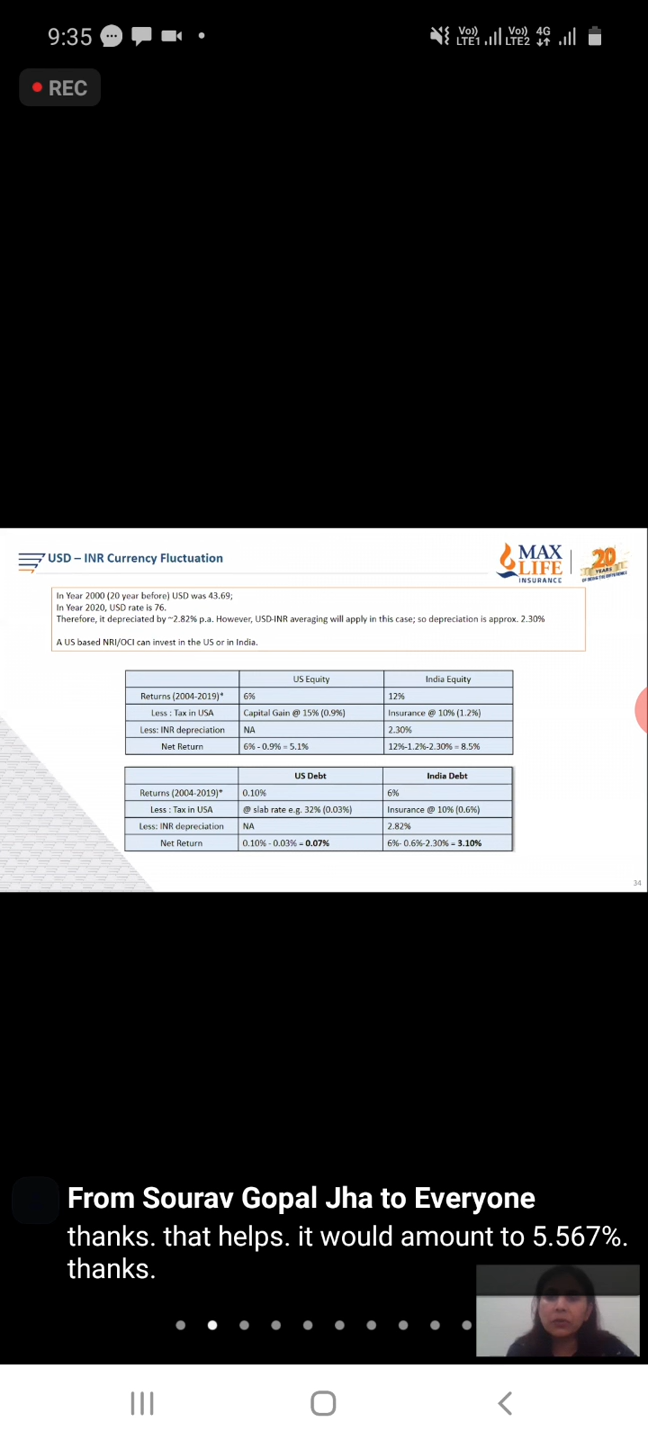 9:35
Vo)) LTE1 Vo)) LTE2 4G
REC
USD – INR Currency Fluctuation
MAX LIFE INSURANCE
20 YEARS
In Year 2000 (20 year before) USD was 43.69;
In Year 2020, USD rate is 76.
Therefore, it depreciated by ~2.82% p.a. However, USD-INR averaging will apply in this case; so depreciation is approx. 2.30%
A US based NRI/OCI can invest in the US or in India.
US Equity India Equity
Returns (2004-2019)* 6% 12%
Less : Tax in USA Capital Gain @ 15% (0.9%) Insurance @ 10% (1.2%)
Less: INR depreciation NA 2.30%
Net Return 6% - 0.9% = 5.1% 12%-1.2%-2.30% = 8.5%
US Debt India Debt
Returns (2004-2019)* 0.10% 6%
Less : Tax in USA @ slab rate e.g. 32% (0.03%) Insurance @ 10% (0.6%)
Less: INR depreciation NA 2.82%
Net Return 0.10% - 0.03% = 0.07% 6%- 0.6%-2.30% = 3.10%
34
From Sourav Gopal Jha to Everyone
thanks. that helps. it would amount to 5.567%.
thanks.